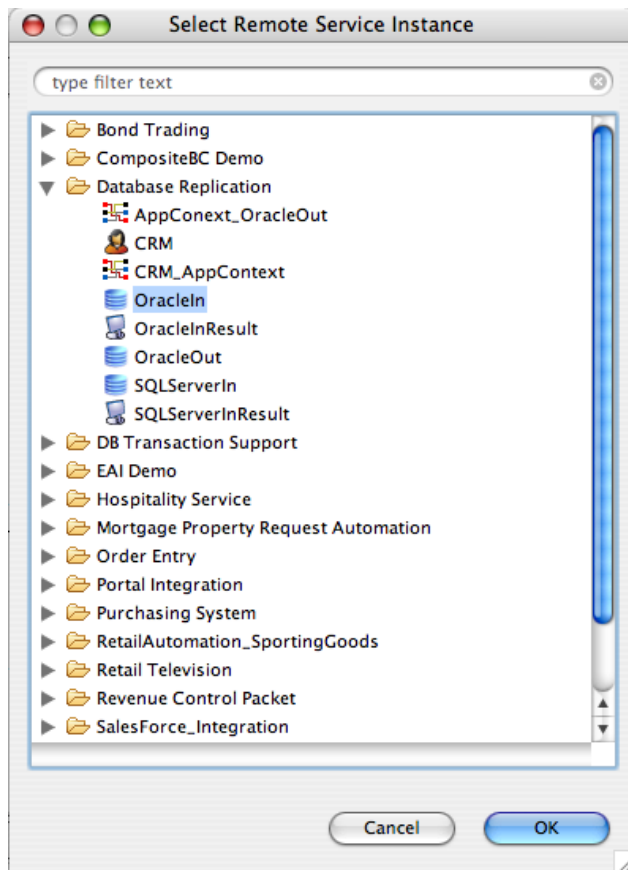 Select Remote Service Instance
type filter text
Bond Trading
CompositeBC Demo
Database Replication
AppConext_OracleOut
CRM
CRM_AppContext
OracleIn
OracleInResult
OracleOut
SQLServerIn
SQLServerInResult
DB Transaction Support
EAI Demo
Hospitality Service
Mortgage Property Request Automation
Order Entry
Portal Integration
Purchasing System
RetailAutomation_SportingGoods
Retail Television
Revenue Control Packet
SalesForce_Integration
Cancel OK